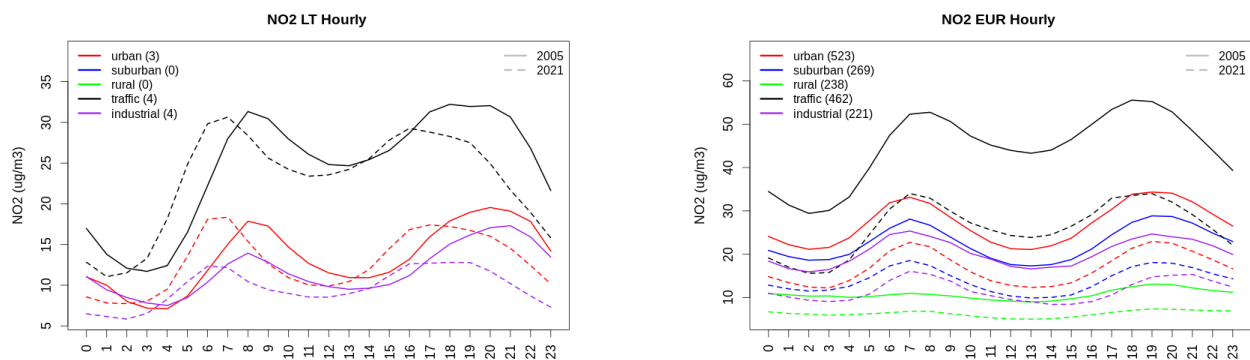 NO2 LT Hourly
urban (3)
suburban (0)
rural (0)
traffic (4)
industrial (4)
2005
2021
NO2 (ug/m3)
35
30
25
20
15
10
5
0 1 2 3 4 5 6 7 8 9 10 11 12 13 14 15 16 17 18 19 20 21 22 23
NO2 EUR Hourly
urban (523)
suburban (269)
rural (238)
traffic (462)
industrial (221)
2005
2021
NO2 (ug/m3)
60
50
40
30
20
10
0 1 2 3 4 5 6 7 8 9 10 11 12 13 14 15 16 17 18 19 20 21 22 23